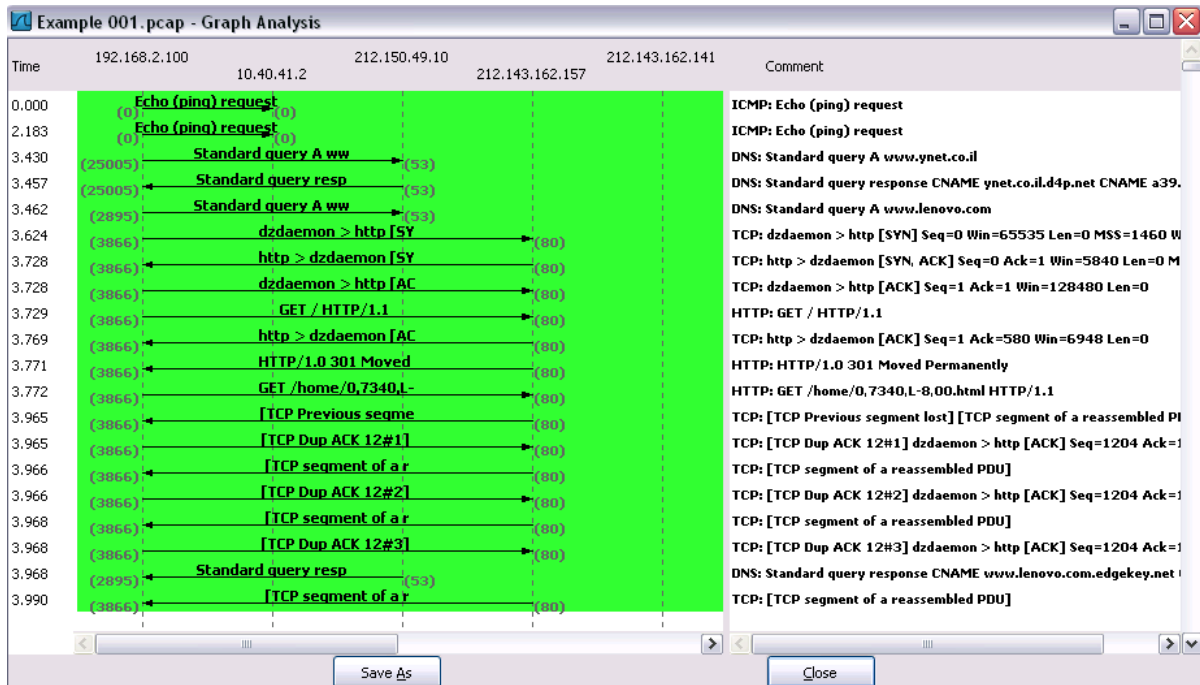 Example 001.pcap - Graph Analysis
Time 192.168.2.100 10.40.41.2 212.150.49.10 212.143.162.157 212.143.162.141 Comment
0.000 Echo (ping) request (0) (0) ICMP: Echo (ping) request
2.183 Echo (ping) request (0) (0) ICMP: Echo (ping) request
3.430 Standard query A ww (25005) (53) DNS: Standard query A www.ynet.co.il
3.457 Standard query resp (25005) (53) DNS: Standard query response CNAME ynet.co.il.d4p.net CNAME a39.
3.462 Standard query A ww (2895) (53) DNS: Standard query A www.lenovo.com
3.624 dzdaemon > http [SY (3866) (80) TCP: dzdaemon > http [SYN] Seq=0 Win=65535 Len=0 MSS=1460 W
3.728 http > dzdaemon [SY (3866) (80) TCP: http > dzdaemon [SYN, ACK] Seq=0 Ack=1 Win=5840 Len=0 M
3.728 dzdaemon > http [AC (3866) (80) TCP: dzdaemon > http [ACK] Seq=1 Ack=1 Win=128480 Len=0
3.729 GET / HTTP/1.1 (3866) (80) HTTP: GET / HTTP/1.1
3.769 http > dzdaemon [AC (3866) (80) TCP: http > dzdaemon [ACK] Seq=1 Ack=580 Win=6948 Len=0
3.771 HTTP/1.0 301 Moved (3866) (80) HTTP: HTTP/1.0 301 Moved Permanently
3.772 GET /home/0,7340,L- (3866) (80) HTTP: GET /home/0,7340,L-8,00.html HTTP/1.1
3.965 [TCP Previous segme (3866) (80) TCP: [TCP Previous segment lost] [TCP segment of a reassembled PI
3.965 [TCP Dup ACK 12#1] (3866) (80) TCP: [TCP Dup ACK 12#1] dzdaemon > http [ACK] Seq=1204 Ack=1
3.966 [TCP segment of a r (3866) (80) TCP: [TCP segment of a reassembled PDU]
3.966 [TCP Dup ACK 12#2] (3866) (80) TCP: [TCP Dup ACK 12#2] dzdaemon > http [ACK] Seq=1204 Ack=1
3.968 [TCP segment of a r (3866) (80) TCP: [TCP segment of a reassembled PDU]
3.968 [TCP Dup ACK 12#3] (3866) (80) TCP: [TCP Dup ACK 12#3] dzdaemon > http [ACK] Seq=1204 Ack=1
3.968 Standard query resp (2895) (53) DNS: Standard query response CNAME www.lenovo.com.edgekey.net
3.990 [TCP segment of a r (3866) (80) TCP: [TCP segment of a reassembled PDU]
Save As Close